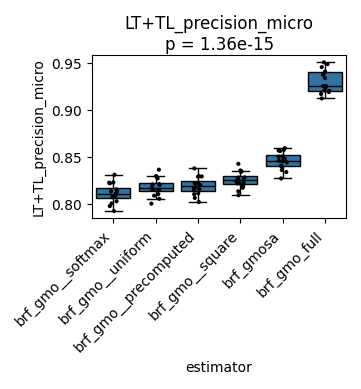 LT+TL_precision_micro
p = 1.36e-15
LT+TL_precision_micro
0.95
0.90
0.85
0.80
brf_gmo__softmax
brf_gmo__uniform
brf_gmo__precomputed
brf_gmo__square
brf_gmosa
brf_gmo_full
estimator